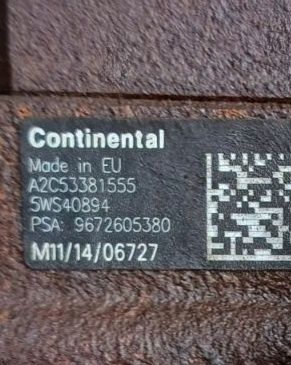 Continental
Made in EU
A2C53381555
5WS40894
PSA: 9672605380
M11/14/06727